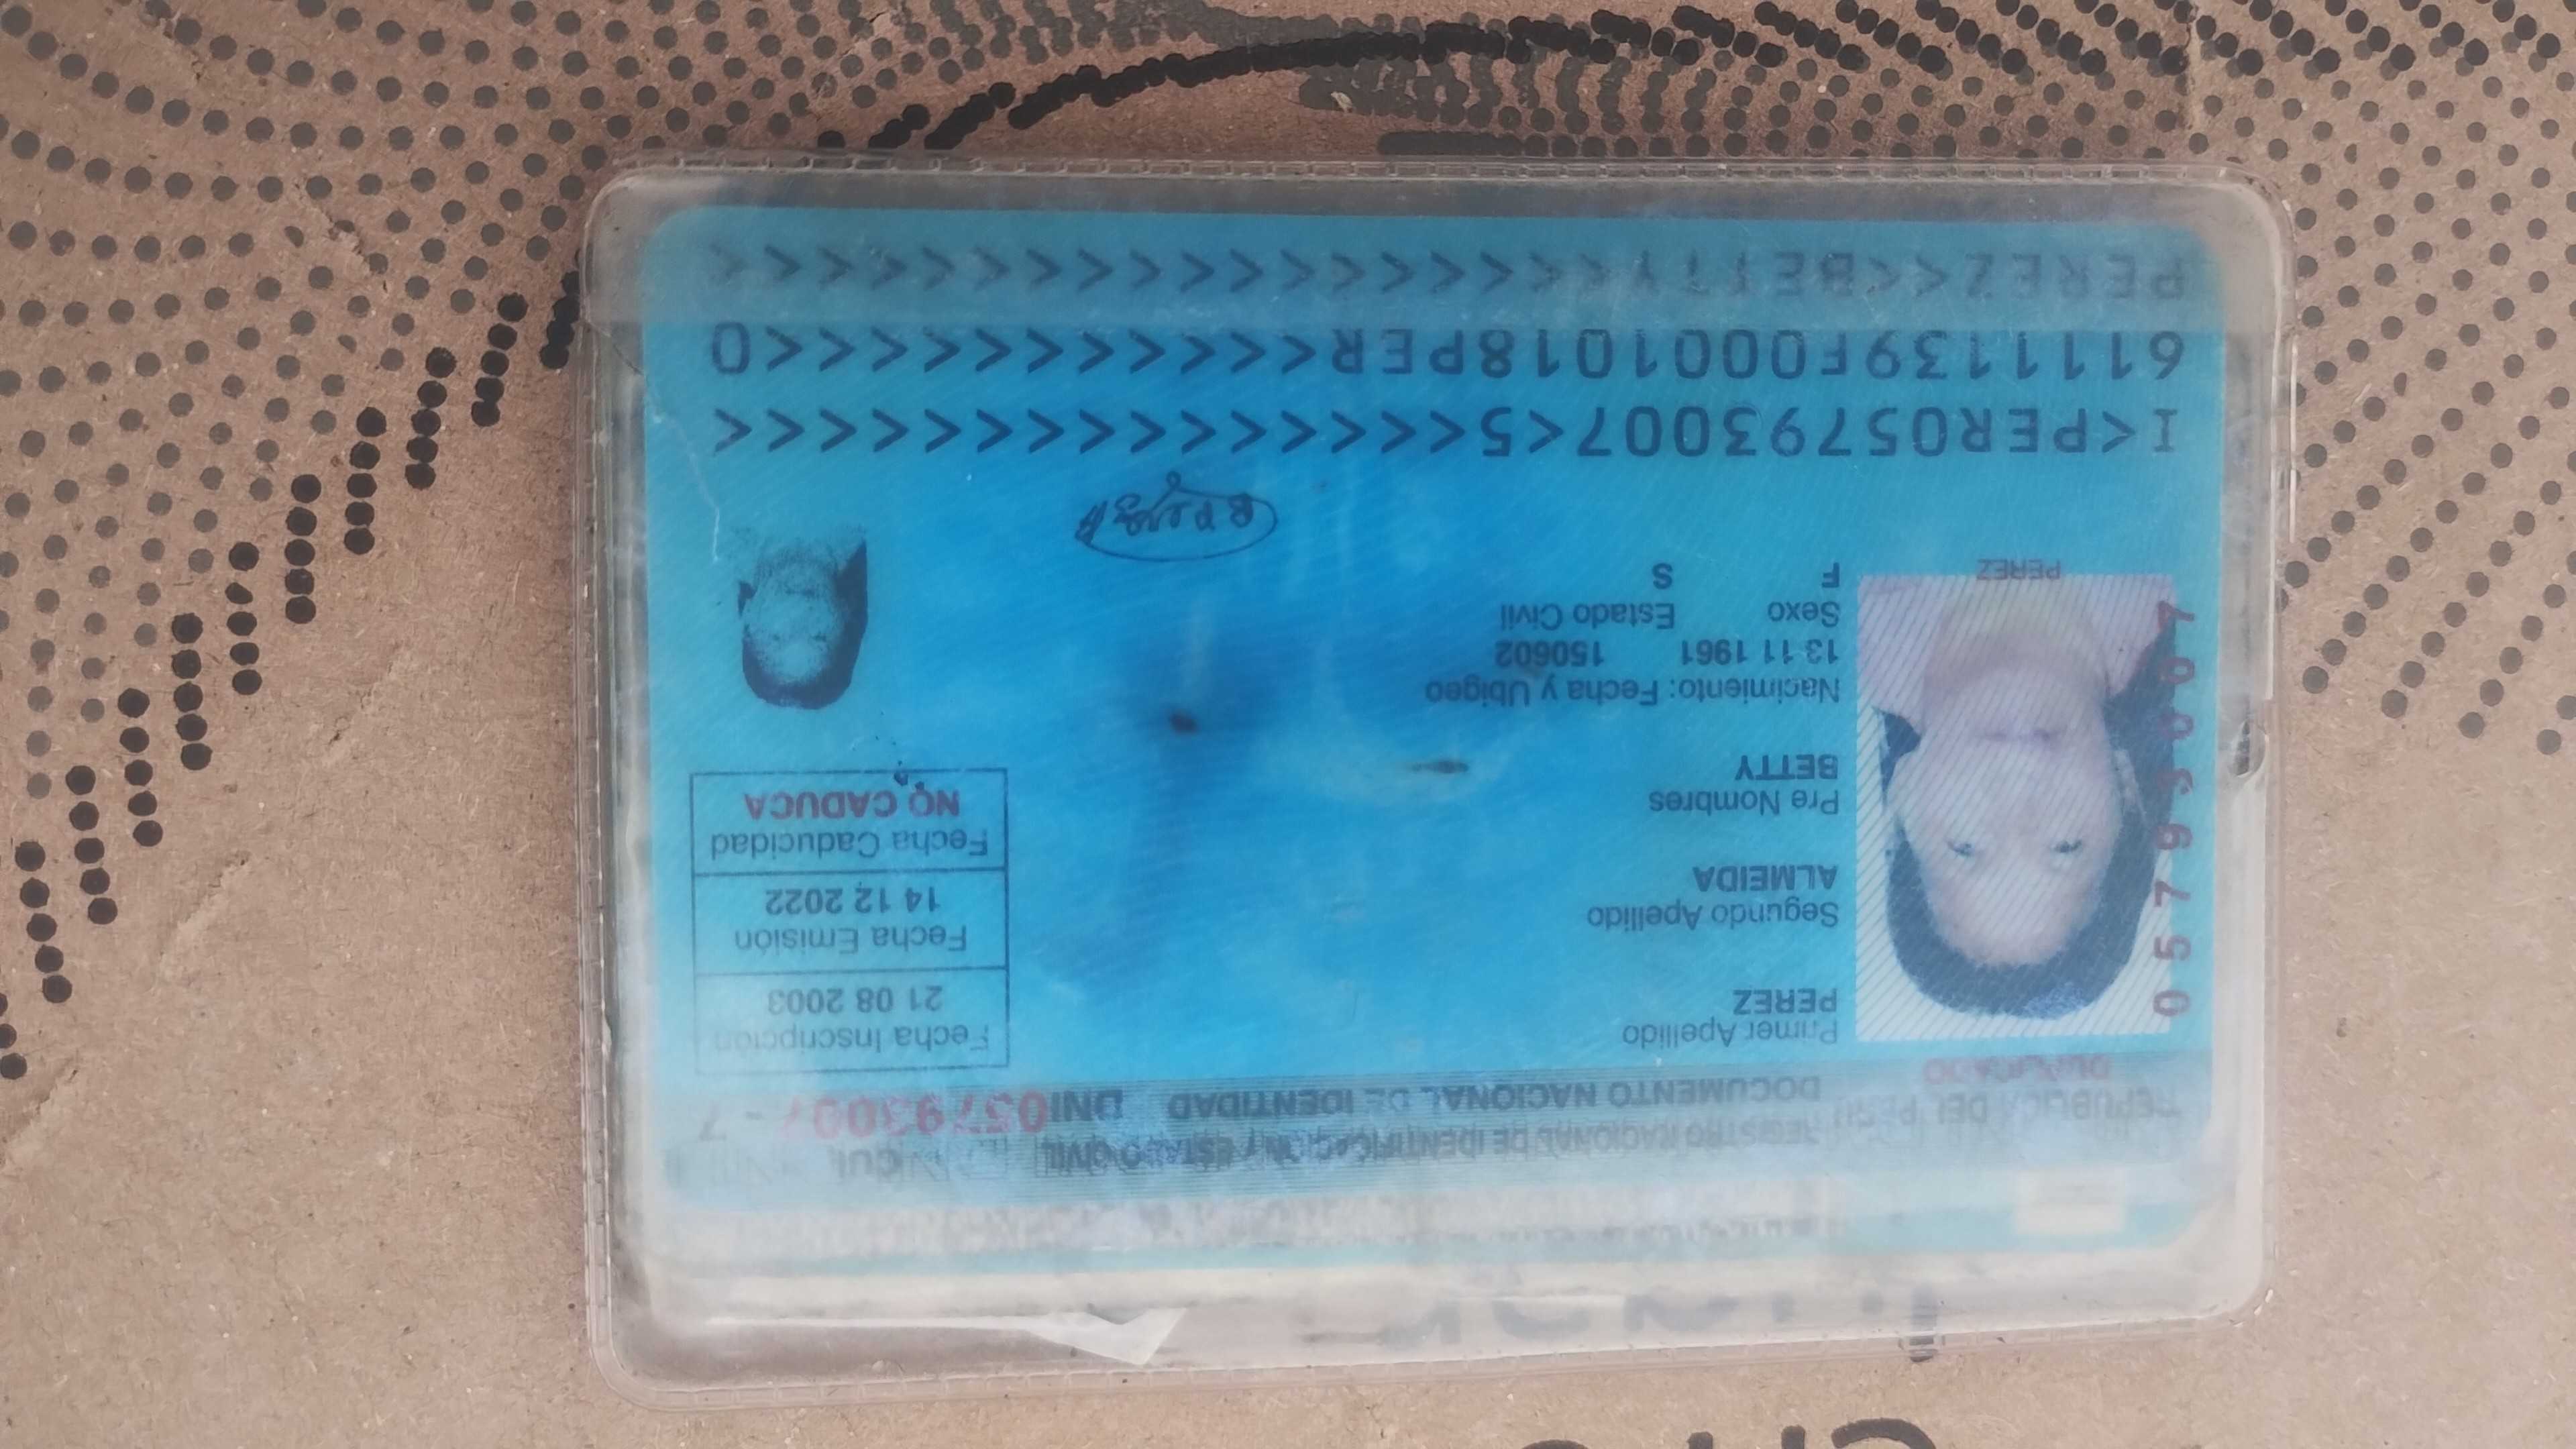 REPUBLICA DEL PERU
REGISTRO NACIONAL DE IDENTIFICACION Y ESTADO CIVIL
CUI
DUPLICADO
DOCUMENTO NACIONAL DE IDENTIDAD DNI 05793007 - 7
Primer Apellido
PEREZ
Segundo Apellido
ALMEIDA
Pre Nombres
BETTY
Nacimiento: Fecha y Ubigeo
13 11 1961 150602
Sexo Estado Civil
F S
Fecha Inscripción
21 08 2003
Fecha Emisión
14 12 2022
Fecha Caducidad
NO CADUCA
05793007
PEREZ
I<PER05793007<5<<<<<<<<<<<<<<<
6111139F0001018PER<<<<<<<<<<<0
PEREZ<<BETTY<<<<<<<<<<<<<<<<<<